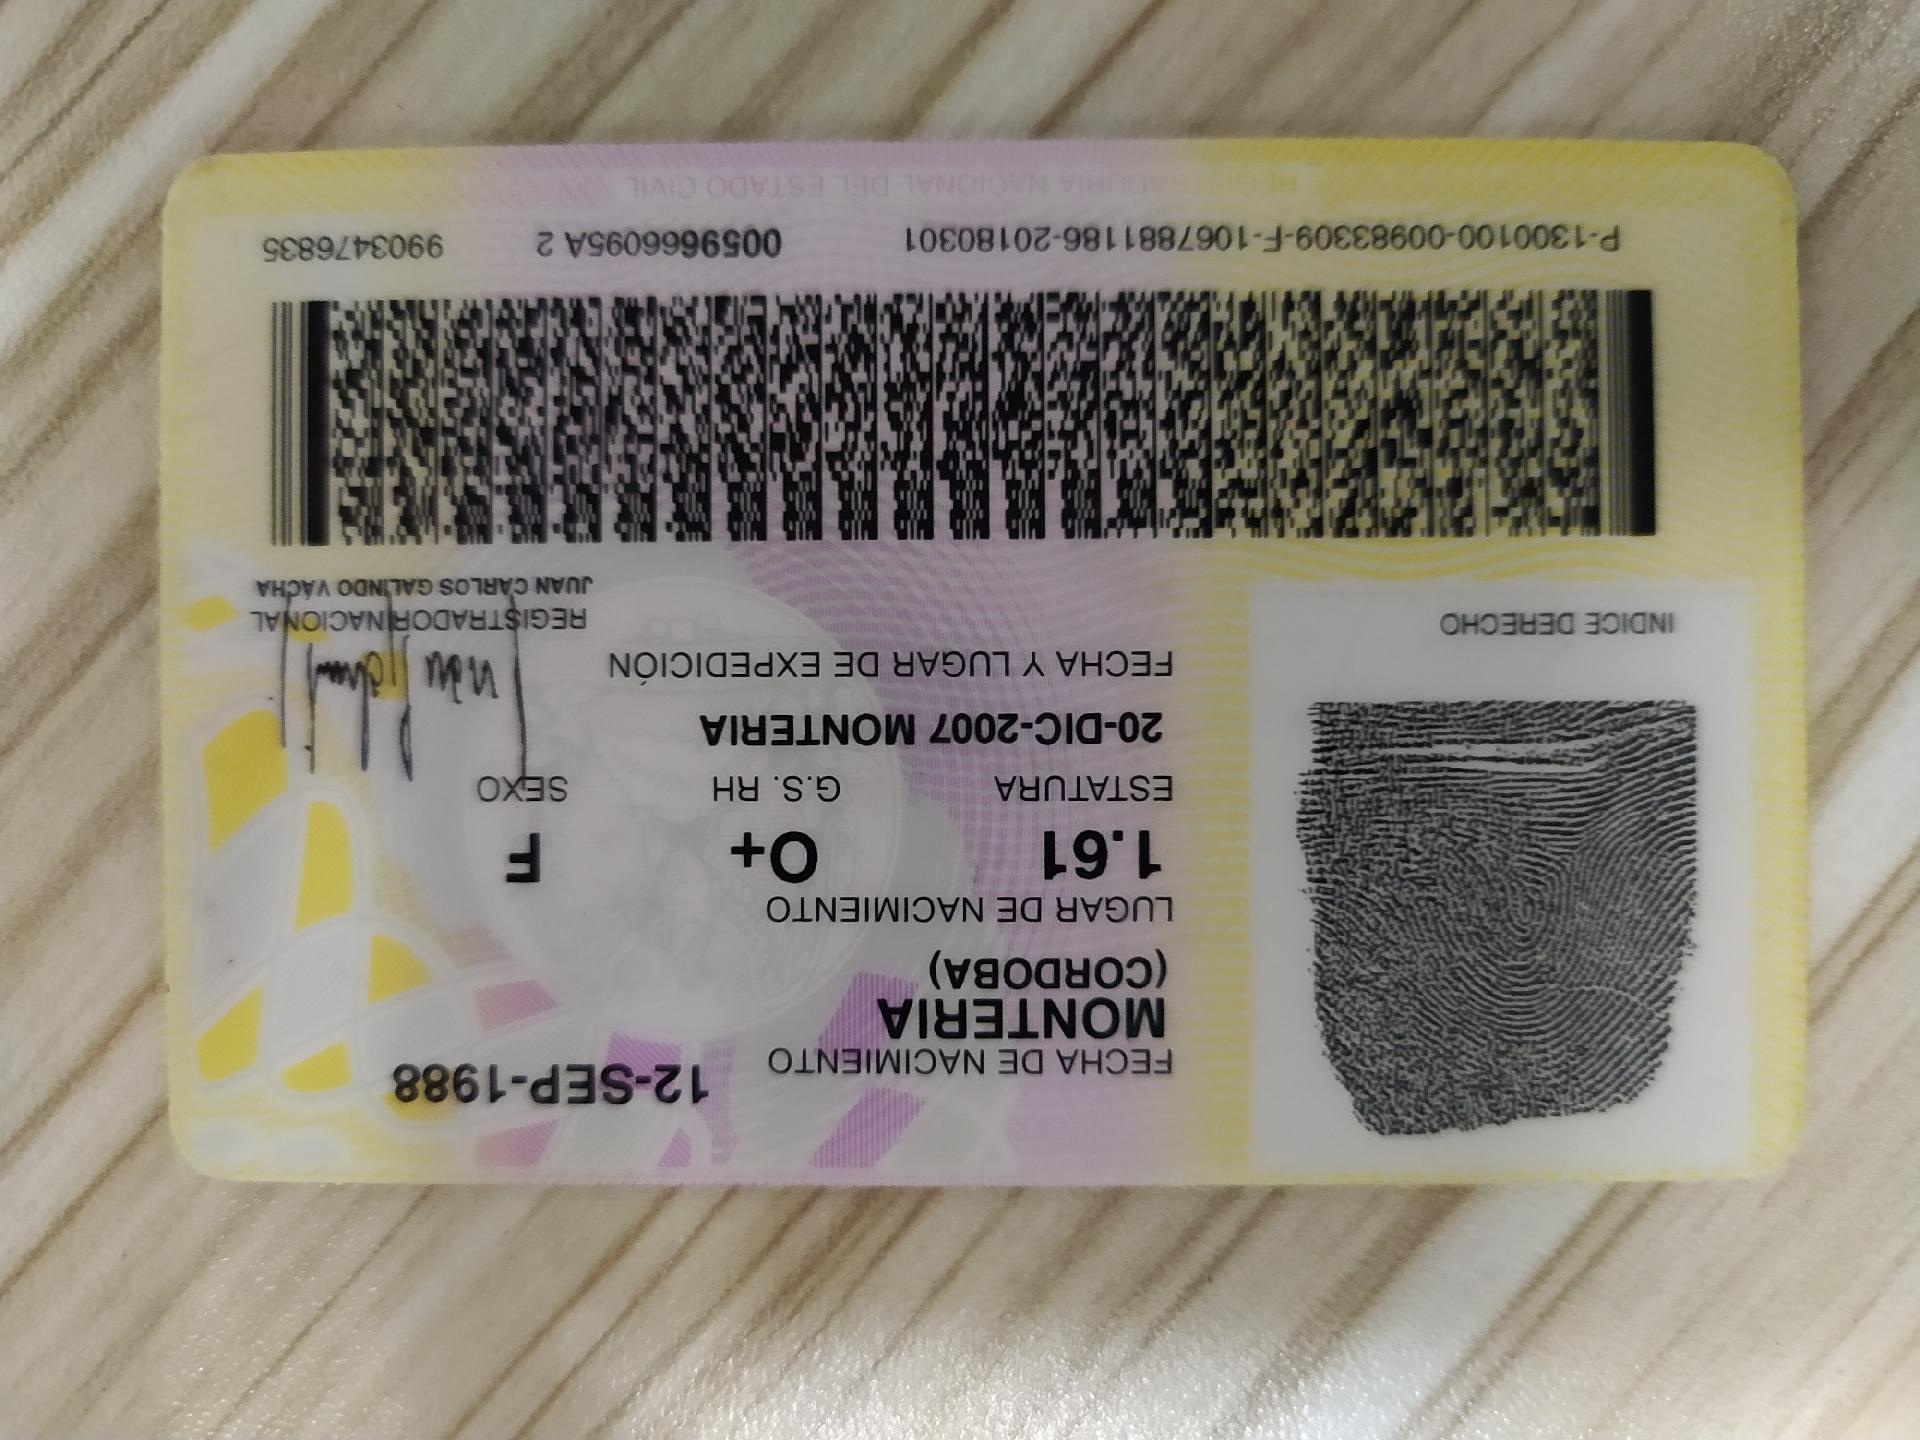 FECHA DE NACIMIENTO 12-SEP-1988
MONTERIA
(CORDOBA)
LUGAR DE NACIMIENTO
1.61 O+ F
ESTATURA G.S. RH SEXO
20-DIC-2007 MONTERIA
FECHA Y LUGAR DE EXPEDICIÓN
INDICE DERECHO
REGISTRADOR NACIONAL
JUAN CARLOS GALINDO VÁCHA
P-1300100-00983309-F-1067881186-20180301 0059666095A 2 9903476835
REGISTRADURIA NACIONAL DEL ESTADO CIVIL